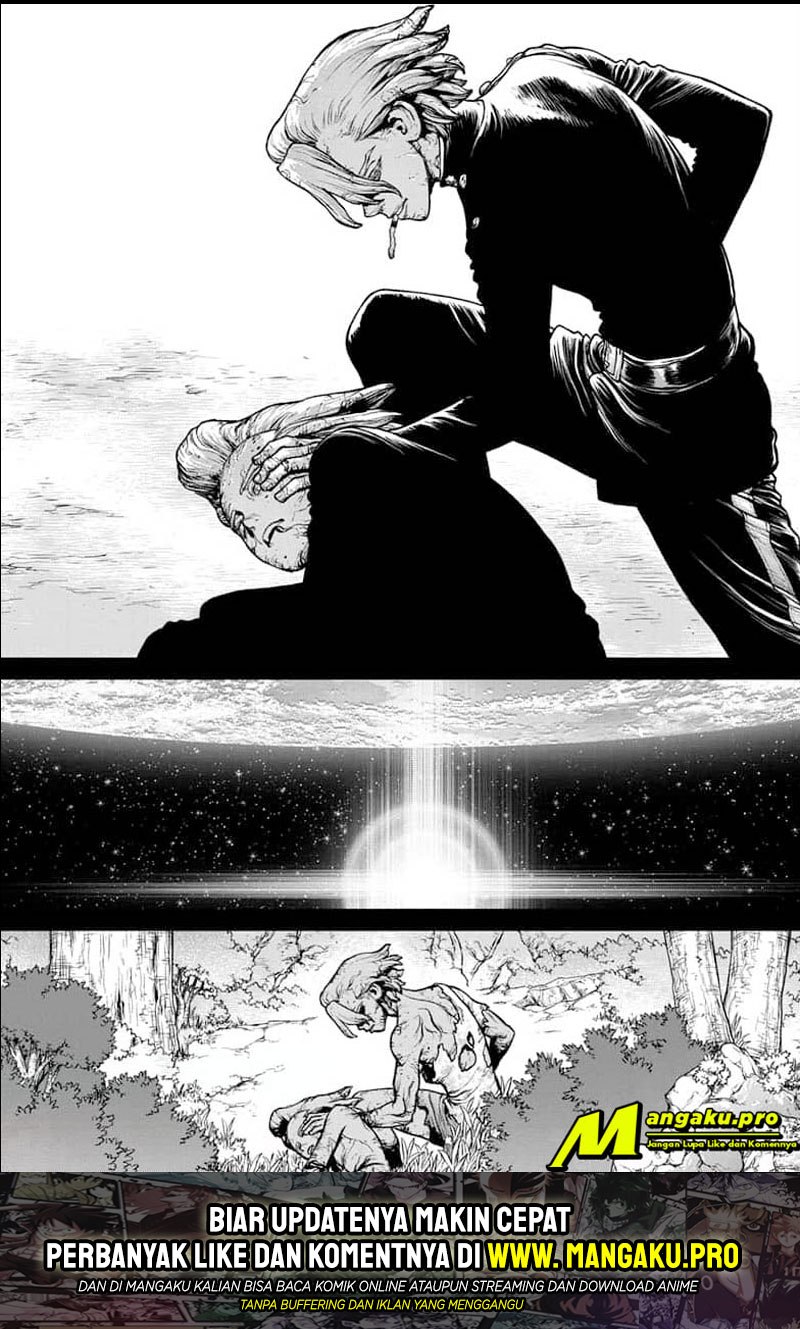 Mangaku.pro
Jangan Lupa Like dan Komennya
BIAR UPDATENYA MAKIN CEPAT
PERBANYAK LIKE DAN KOMENTNYA DI WWW. MANGAKU.PRO
DAN DI MANGAKU KALIAN BISA BACA KOMIK ONLINE ATAUPUN STREAMING DAN DOWNLOAD ANIME
TANPA BUFFERING DAN IKLAN YANG MENGGANGU